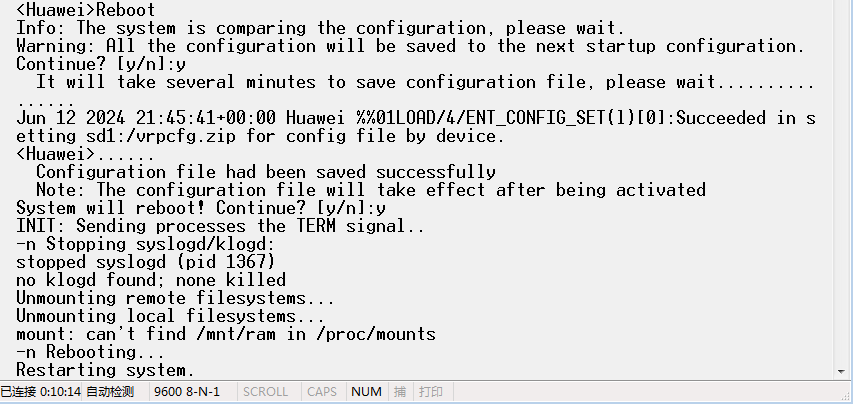 <Huawei>Reboot
Info: The system is comparing the configuration, please wait.
Warning: All the configuration will be saved to the next startup configuration.
Continue? [y/n]:y
  It will take several minutes to save configuration file, please wait..........
......
Jun 12 2024 21:45:41+00:00 Huawei %%01LOAD/4/ENT_CONFIG_SET(l)[0]:Succeeded in s
etting sd1:/vrpcfg.zip for config file by device.
<Huawei>......
  Configuration file had been saved successfully
  Note: The configuration file will take effect after being activated
System will reboot! Continue? [y/n]:y
INIT: Sending processes the TERM signal..
-n Stopping syslogd/klogd:
stopped syslogd (pid 1367)
no klogd found; none killed
Unmounting remote filesystems...
Unmounting local filesystems...
mount: can't find /mnt/ram in /proc/mounts
-n Rebooting...
Restarting system.
已连接 0:10:14 自动检测 9600 8-N-1 SCROLL CAPS NUM 捕 打印